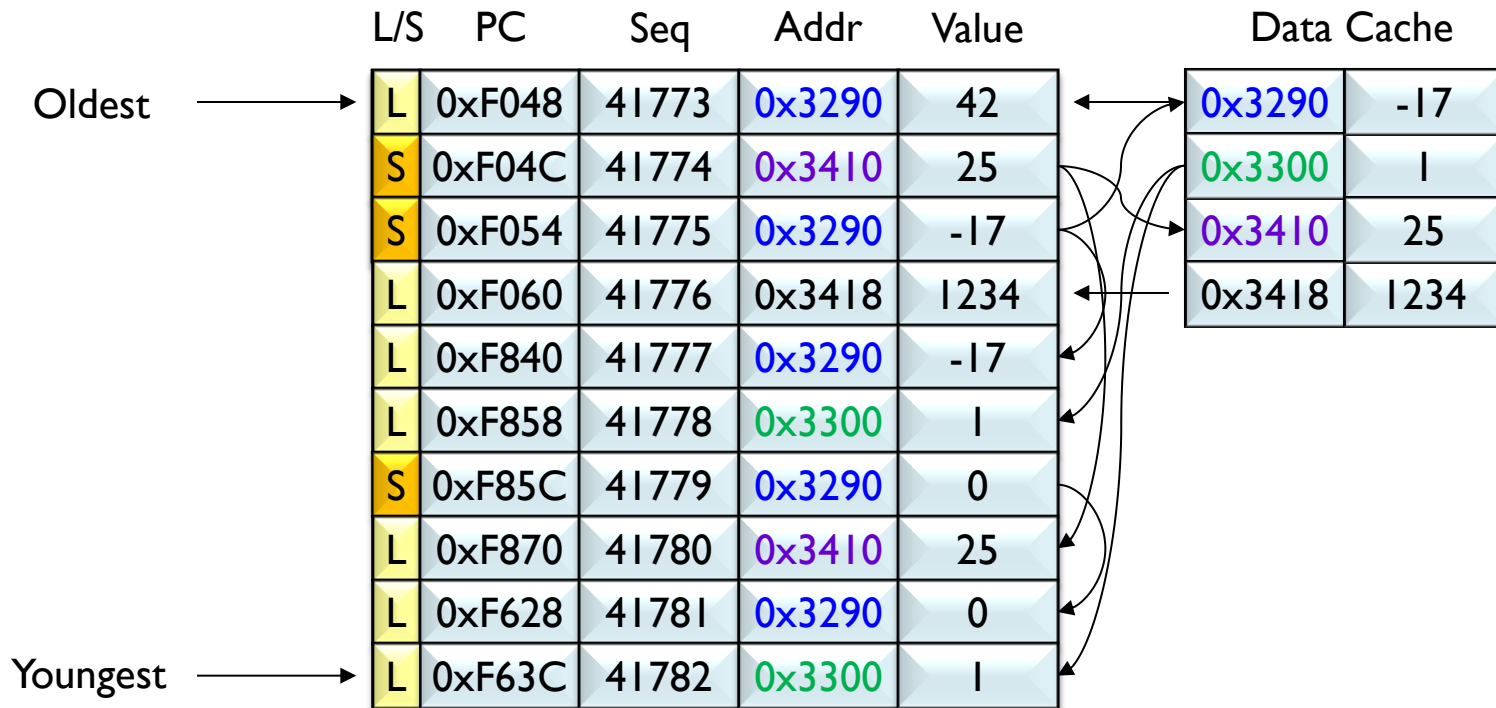 L/S PC Seq Addr Value Data Cache
Oldest L 0xF048 41773 0x3290 42 0x3290 -17
S 0xF04C 41774 0x3410 25 0x3300 1
S 0xF054 41775 0x3290 -17 0x3410 25
L 0xF060 41776 0x3418 1234 0x3418 1234
L 0xF840 41777 0x3290 -17
L 0xF858 41778 0x3300 1
S 0xF85C 41779 0x3290 0
L 0xF870 41780 0x3410 25
L 0xF628 41781 0x3290 0
Youngest L 0xF63C 41782 0x3300 1